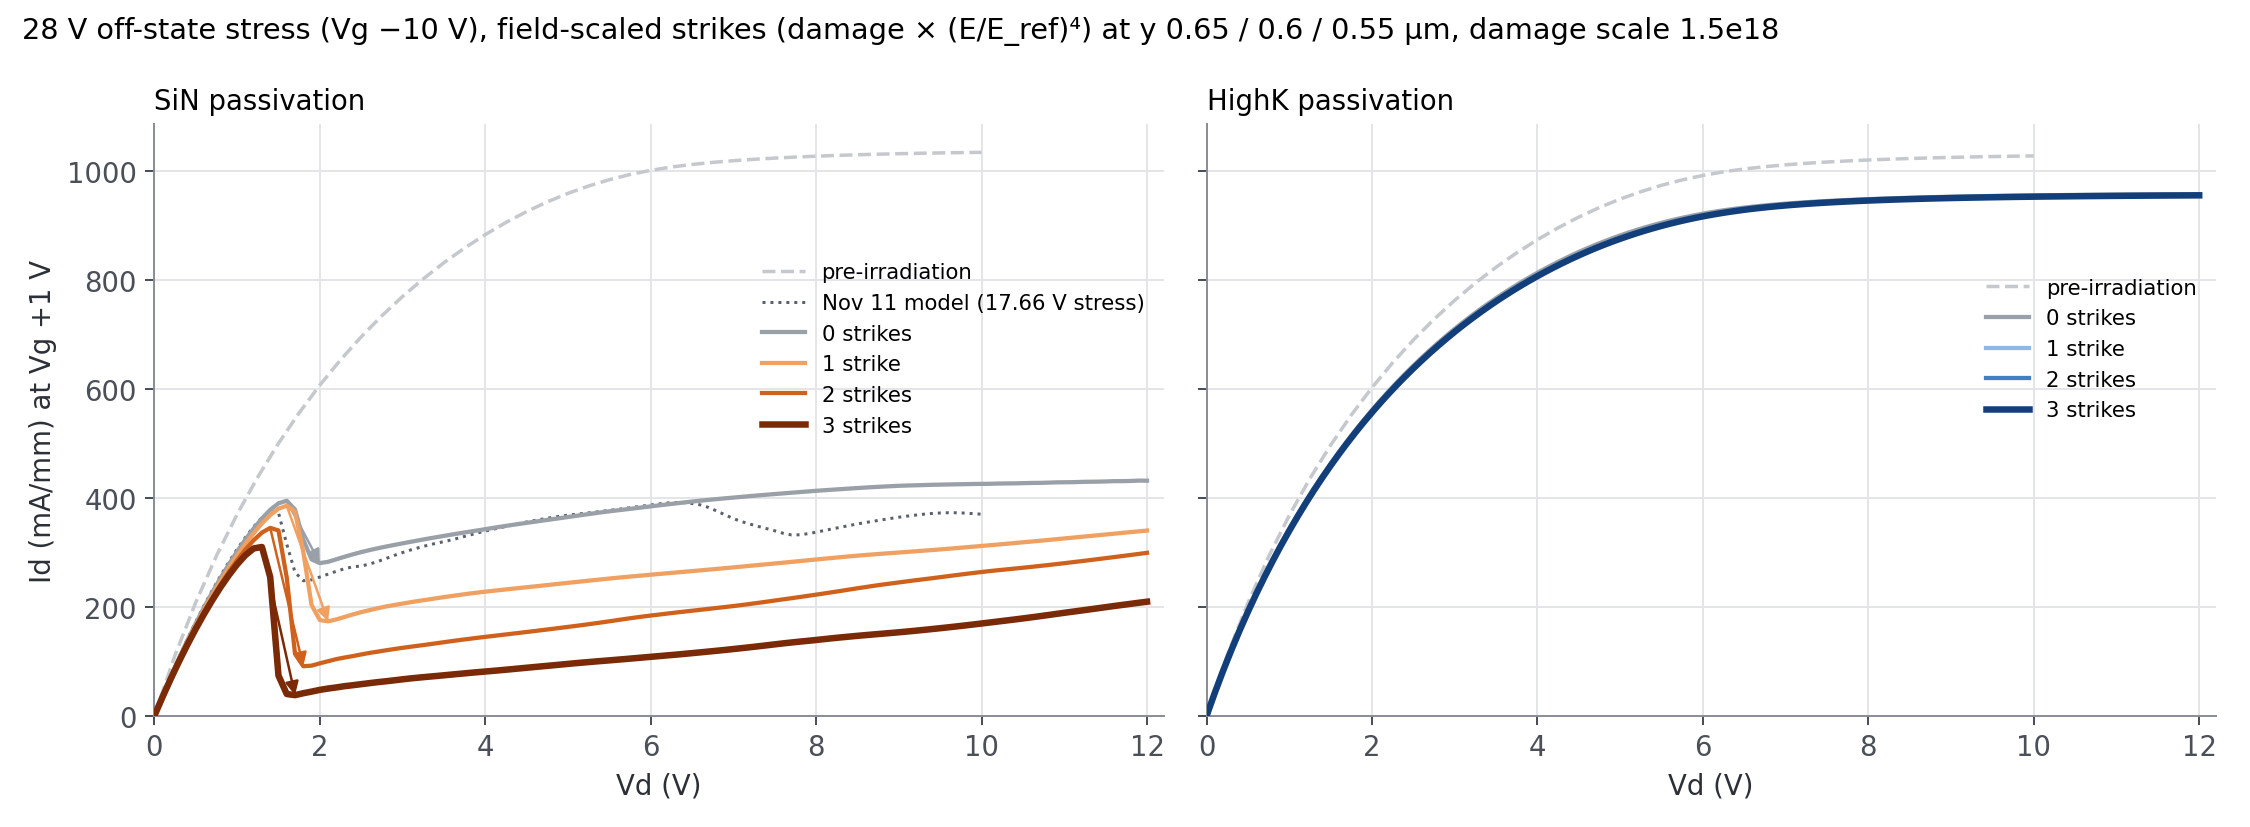 28 V off-state stress (Vg −10 V), field-scaled strikes (damage × (E/E_ref)⁴) at y 0.65 / 0.6 / 0.55 µm, damage scale 1.5e18
SiN passivation
Id (mA/mm) at Vg +1 V
1000
800
600
400
200
0
0 2 4 6 8 10 12
Vd (V)
pre-irradiation
Nov 11 model (17.66 V stress)
0 strikes
1 strike
2 strikes
3 strikes
HighK passivation
pre-irradiation
0 strikes
1 strike
2 strikes
3 strikes
0 2 4 6 8 10 12
Vd (V)